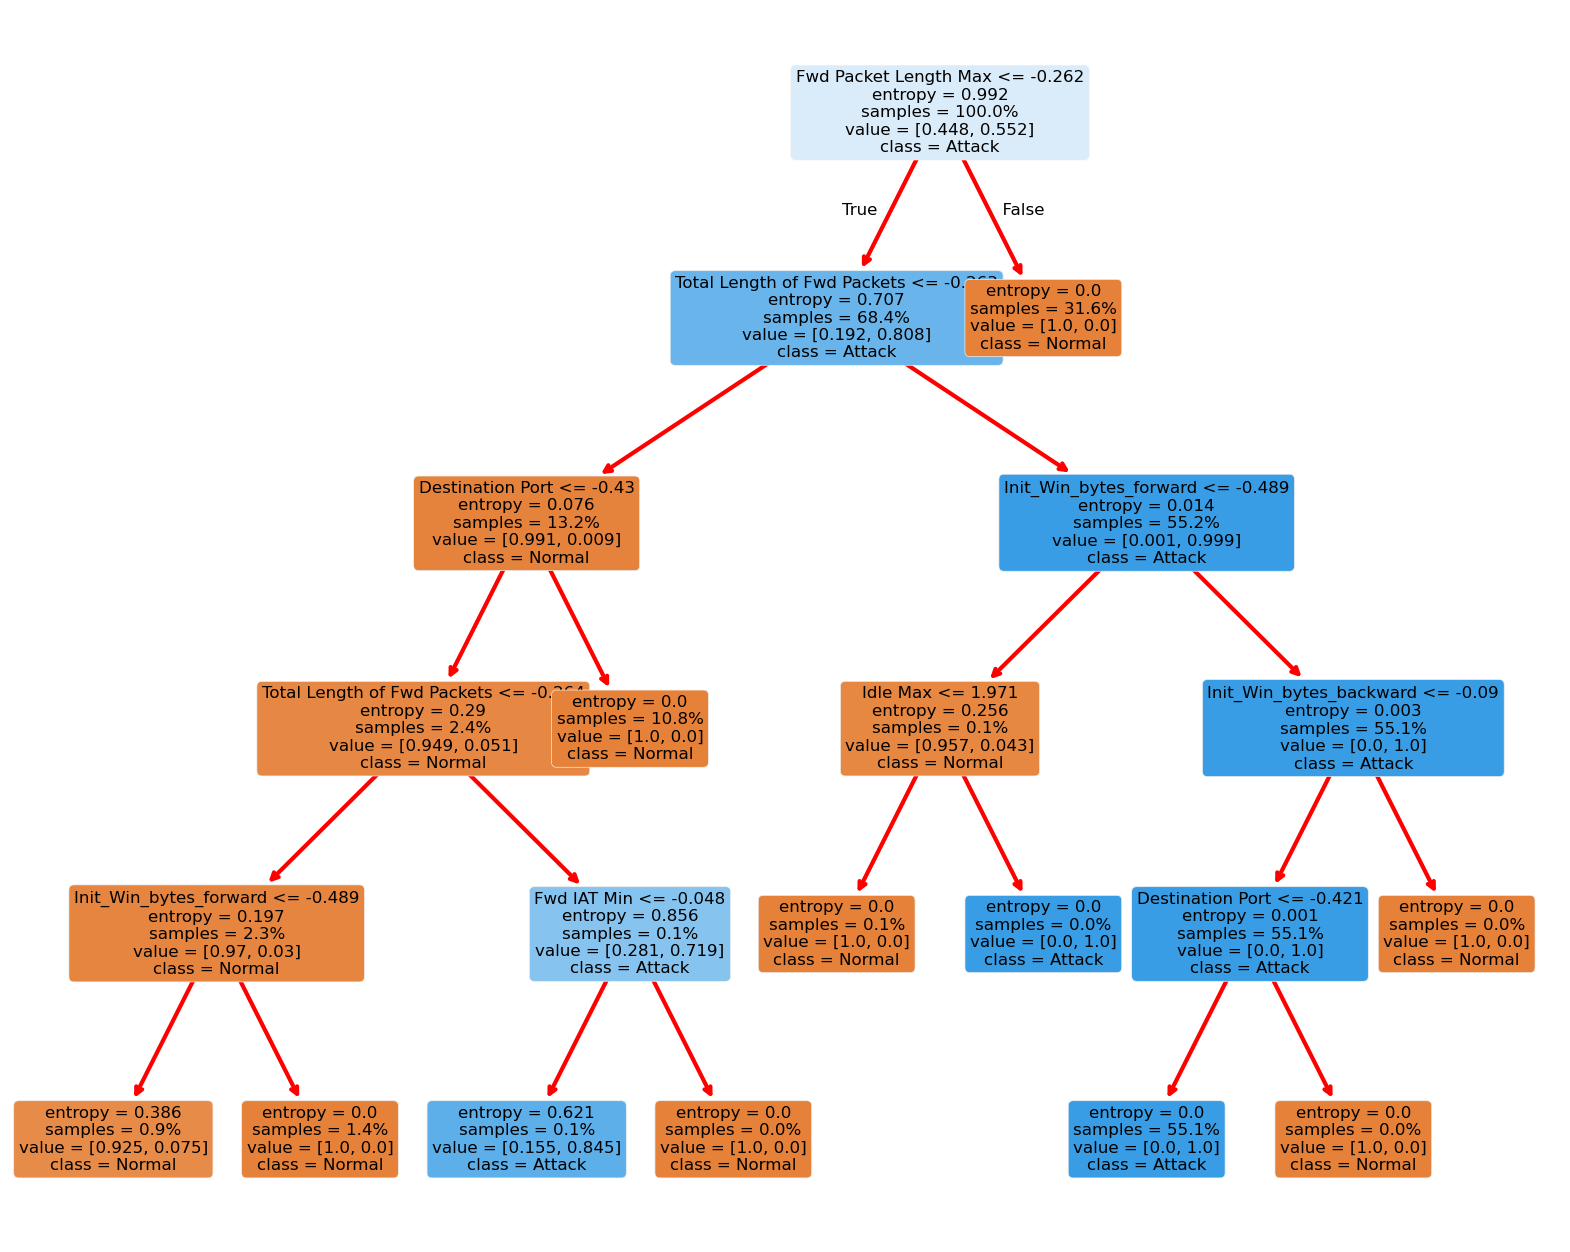 Fwd Packet Length Max <= -0.262
entropy = 0.992
samples = 100.0%
value = [0.448, 0.552]
class = Attack
True
False
Total Length of Fwd Packets <=
entropy = 0.707
samples = 68.4%
value = [0.192, 0.808]
class = Attack
entropy = 0.0
samples = 31.6%
value = [1.0, 0.0]
class = Normal
Destination Port <= -0.43
entropy = 0.076
samples = 13.2%
value = [0.991, 0.009]
class = Normal
Init_Win_bytes_forward <= -0.489
entropy = 0.014
samples = 55.2%
value = [0.001, 0.999]
class = Attack
Total Length of Fwd Packets <=
entropy = 0.29
samples = 2.4%
value = [0.949, 0.051]
class = Normal
entropy = 0.0
samples = 10.8%
value = [1.0, 0.0]
class = Normal
Idle Max <= 1.971
entropy = 0.256
samples = 0.1%
value = [0.957, 0.043]
class = Normal
Init_Win_bytes_backward <= -0.09
entropy = 0.003
samples = 55.1%
value = [0.0, 1.0]
class = Attack
Init_Win_bytes_forward <= -0.489
entropy = 0.197
samples = 2.3%
value = [0.97, 0.03]
class = Normal
Fwd IAT Min <= -0.048
entropy = 0.856
samples = 0.1%
value = [0.281, 0.719]
class = Attack
entropy = 0.0
samples = 0.1%
value = [1.0, 0.0]
class = Normal
entropy = 0.0
samples = 0.0%
value = [0.0, 1.0]
class = Attack
Destination Port <= -0.421
entropy = 0.001
samples = 55.1%
value = [0.0, 1.0]
class = Attack
entropy = 0.0
samples = 0.0%
value = [1.0, 0.0]
class = Normal
entropy = 0.386
samples = 0.9%
value = [0.925, 0.075]
class = Normal
entropy = 0.0
samples = 1.4%
value = [1.0, 0.0]
class = Normal
entropy = 0.621
samples = 0.1%
value = [0.155, 0.845]
class = Attack
entropy = 0.0
samples = 0.0%
value = [1.0, 0.0]
class = Normal
entropy = 0.0
samples = 55.1%
value = [0.0, 1.0]
class = Attack
entropy = 0.0
samples = 0.0%
value = [1.0, 0.0]
class = Normal